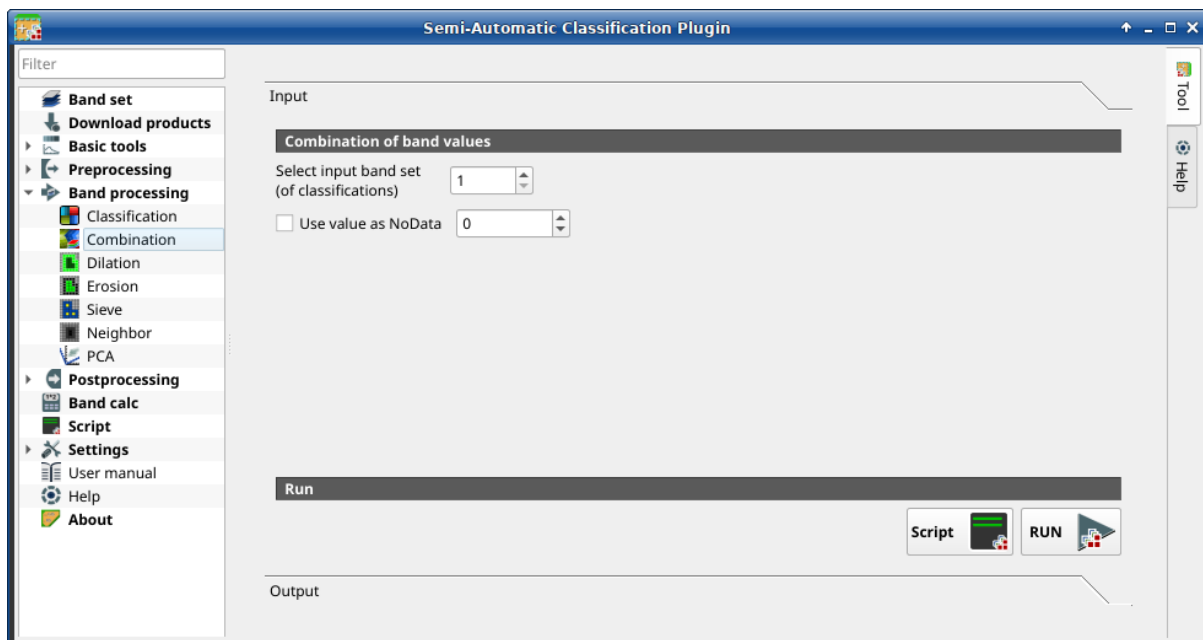 Semi-Automatic Classification Plugin
Filter
Band set
Download products
Basic tools
Preprocessing
Band processing
Classification
Combination
Dilation
Erosion
Sieve
Neighbor
PCA
Postprocessing
Band calc
Script
Settings
User manual
Help
About
Input
Combination of band values
Select input band set
(of classifications)
1
Use value as NoData
0
Run
Script
RUN
Output
Tool
Help